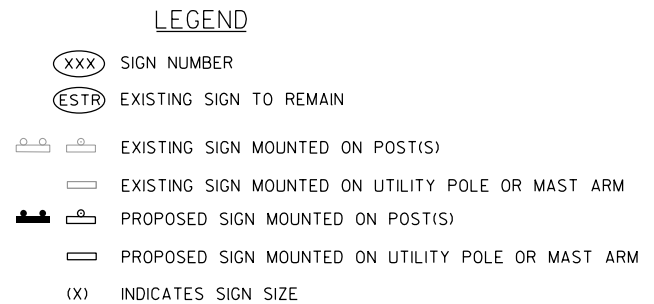 LEGEND
XXX SIGN NUMBER
ESTR EXISTING SIGN TO REMAIN
EXISTING SIGN MOUNTED ON POST(S)
EXISTING SIGN MOUNTED ON UTILITY POLE OR MAST ARM
PROPOSED SIGN MOUNTED ON POST(S)
PROPOSED SIGN MOUNTED ON UTILITY POLE OR MAST ARM
(X) INDICATES SIGN SIZE